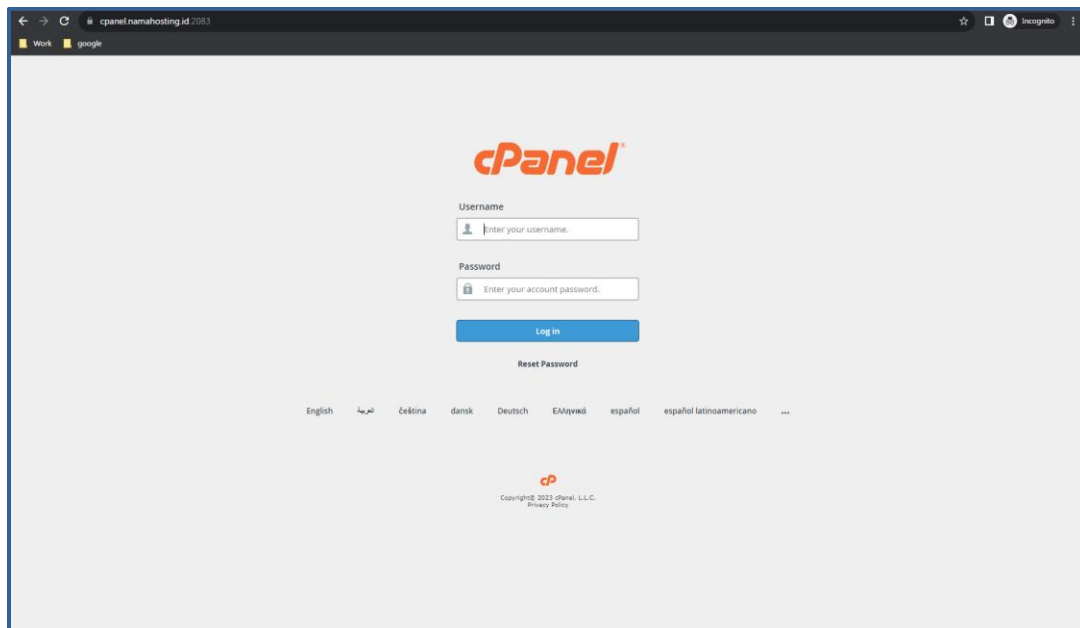 cpanel.namahosting.id:2083
Incognito
Work google
cPanel®
Username
Enter your username.
Password
Enter your account password.
Log in
Reset Password
English العربية čeština dansk Deutsch Ελληνικά español español latinoamericano ...
cP
Copyright© 2023 cPanel, L.L.C.
Privacy Policy